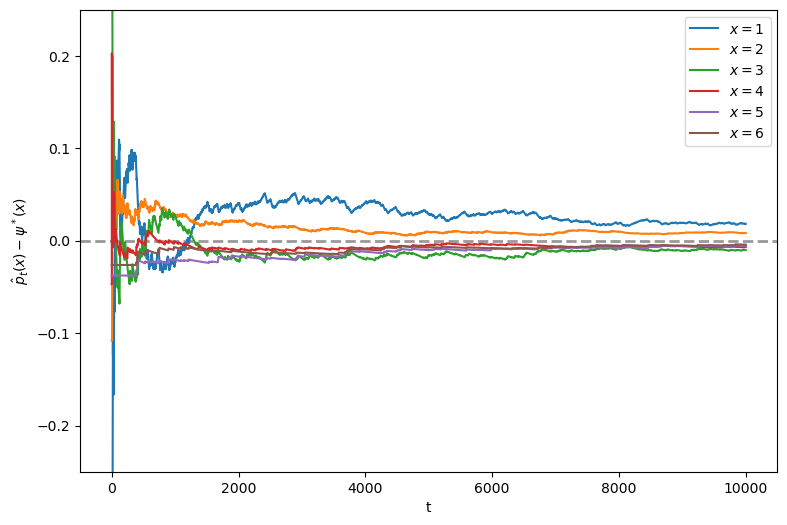 0.2
0.1
0.0
−0.1
−0.2
p̂ₜ(x) − ψ*(x)
0
2000
4000
6000
8000
10000
t
x = 1
x = 2
x = 3
x = 4
x = 5
x = 6